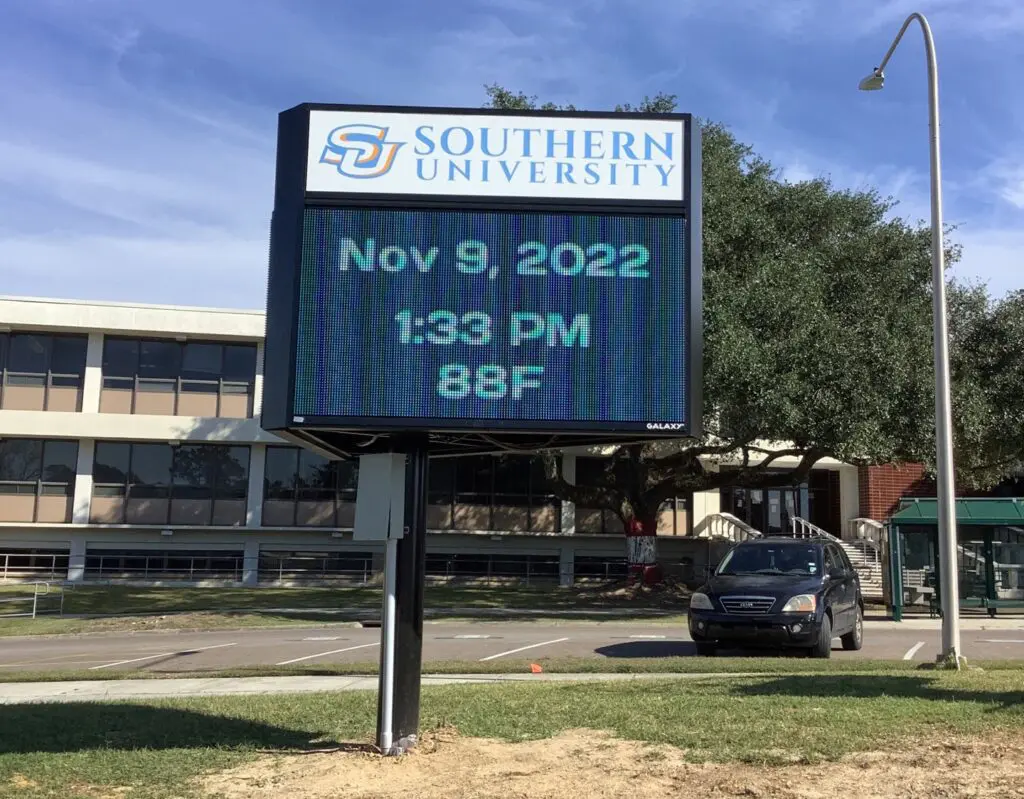 SU
SOUTHERN
UNIVERSITY
Nov 9, 2022
1:33 PM
88F
GALAXY